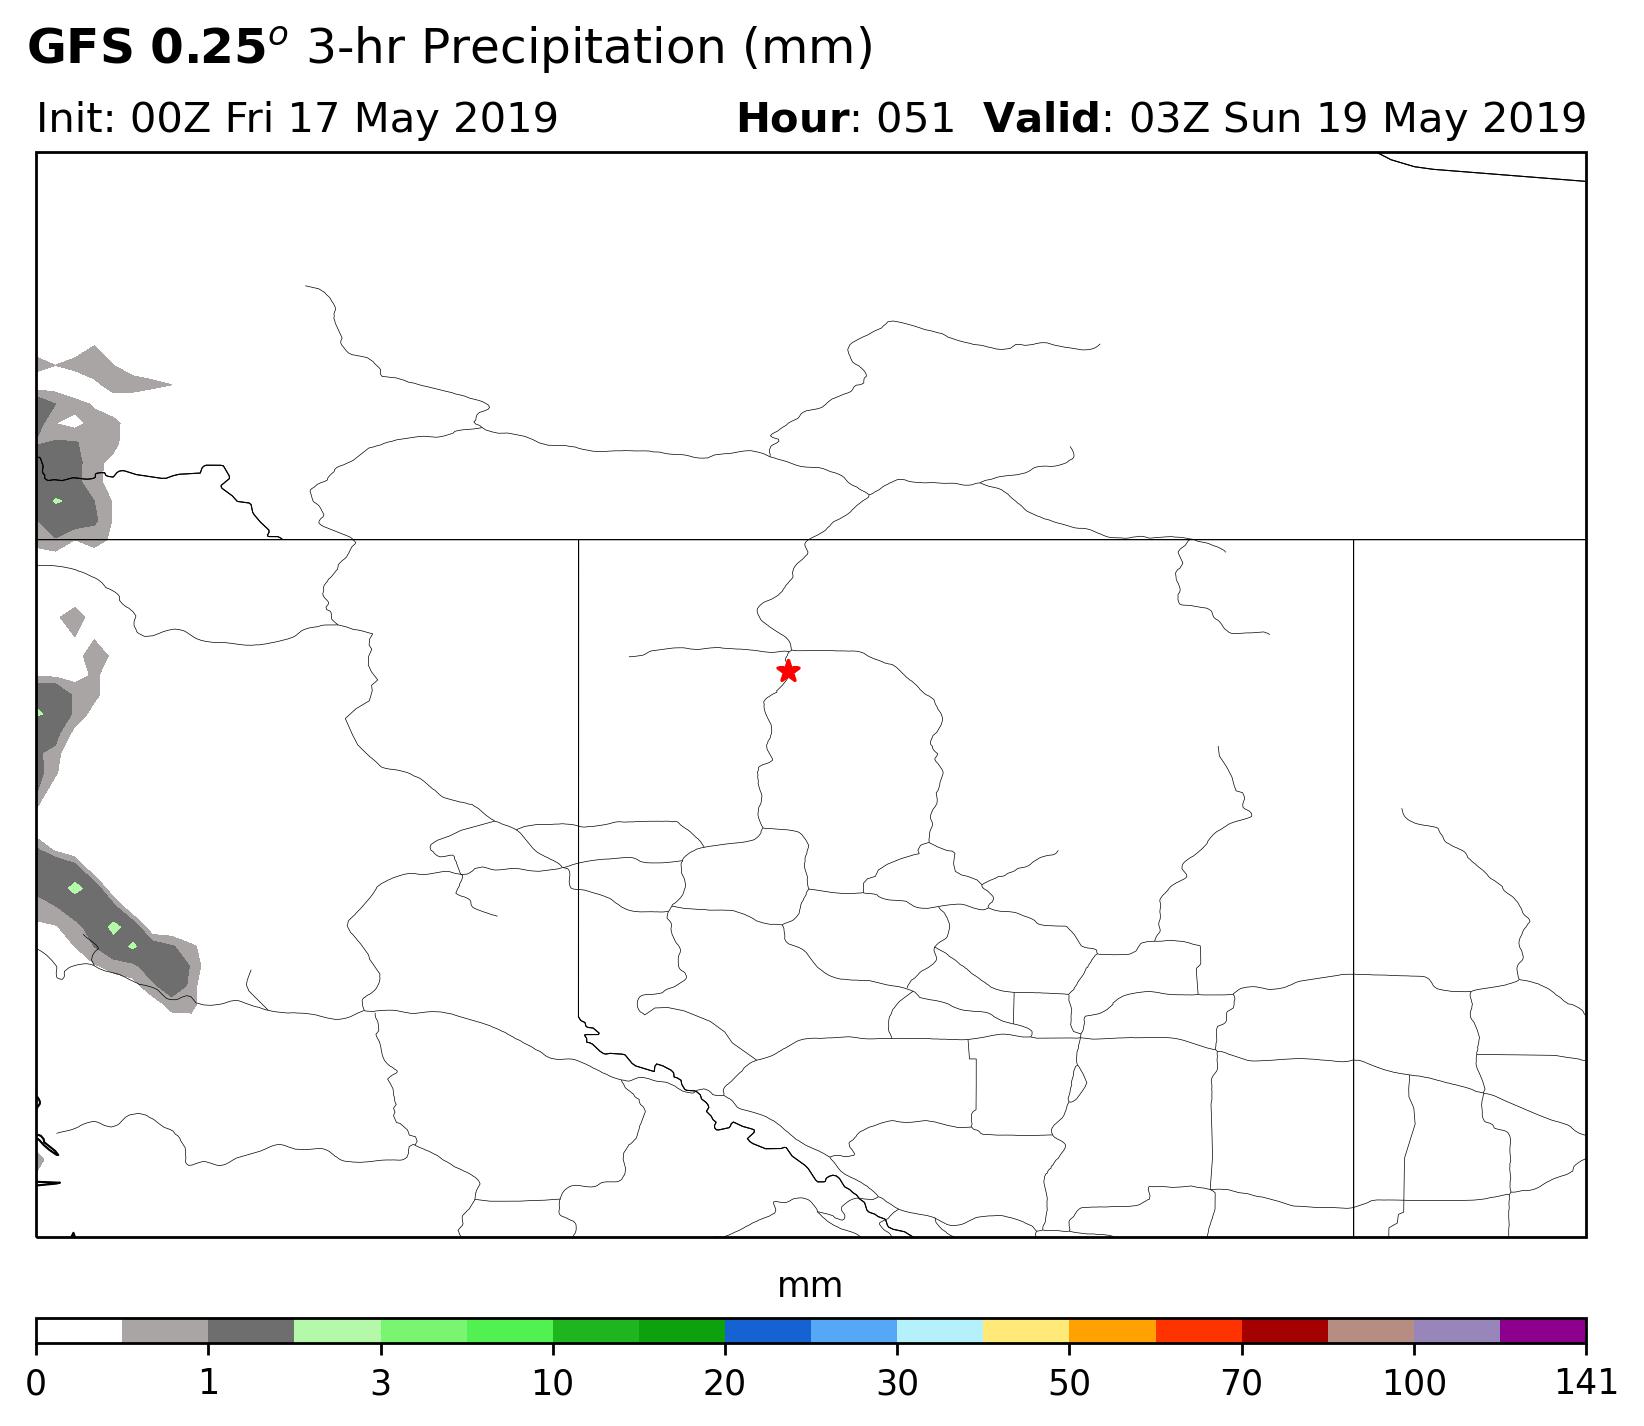 GFS 0.25° 3-hr Precipitation (mm)
Init: 00Z Fri 17 May 2019 Hour: 051 Valid: 03Z Sun 19 May 2019
mm
0 1 3 10 20 30 50 70 100 141